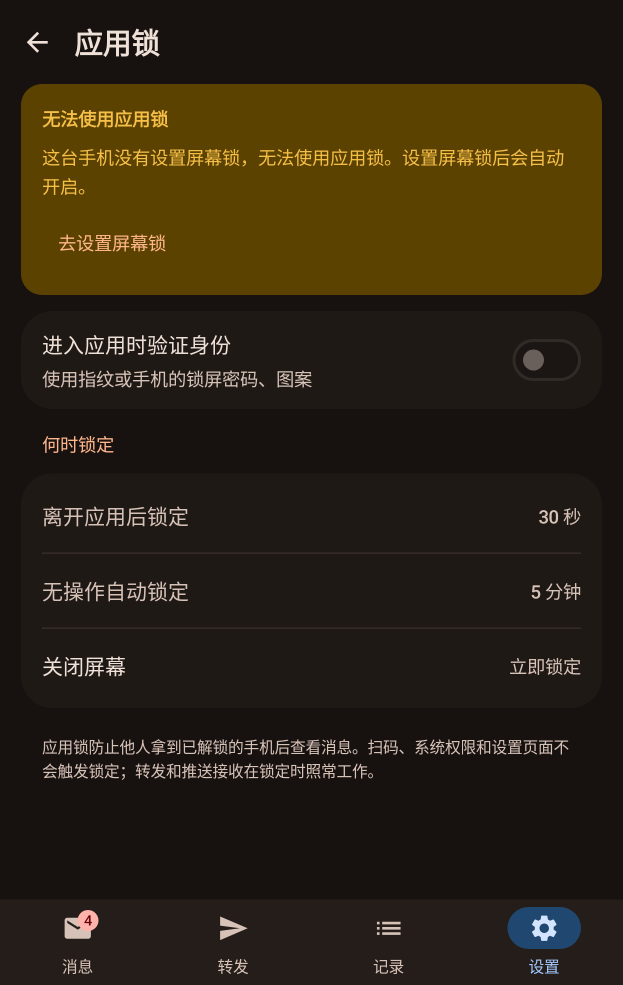 应用锁
无法使用应用锁
这台手机没有设置屏幕锁，无法使用应用锁。设置屏幕锁后会自动
开启。
去设置屏幕锁
进入应用时验证身份
使用指纹或手机的锁屏密码、图案
何时锁定
离开应用后锁定 30 秒
无操作自动锁定 5 分钟
关闭屏幕 立即锁定
应用锁防止他人拿到已解锁的手机后查看消息。扫码、系统权限和设置页面不
会触发锁定；转发和推送接收在锁定时照常工作。
4
消息 转发 记录 设置